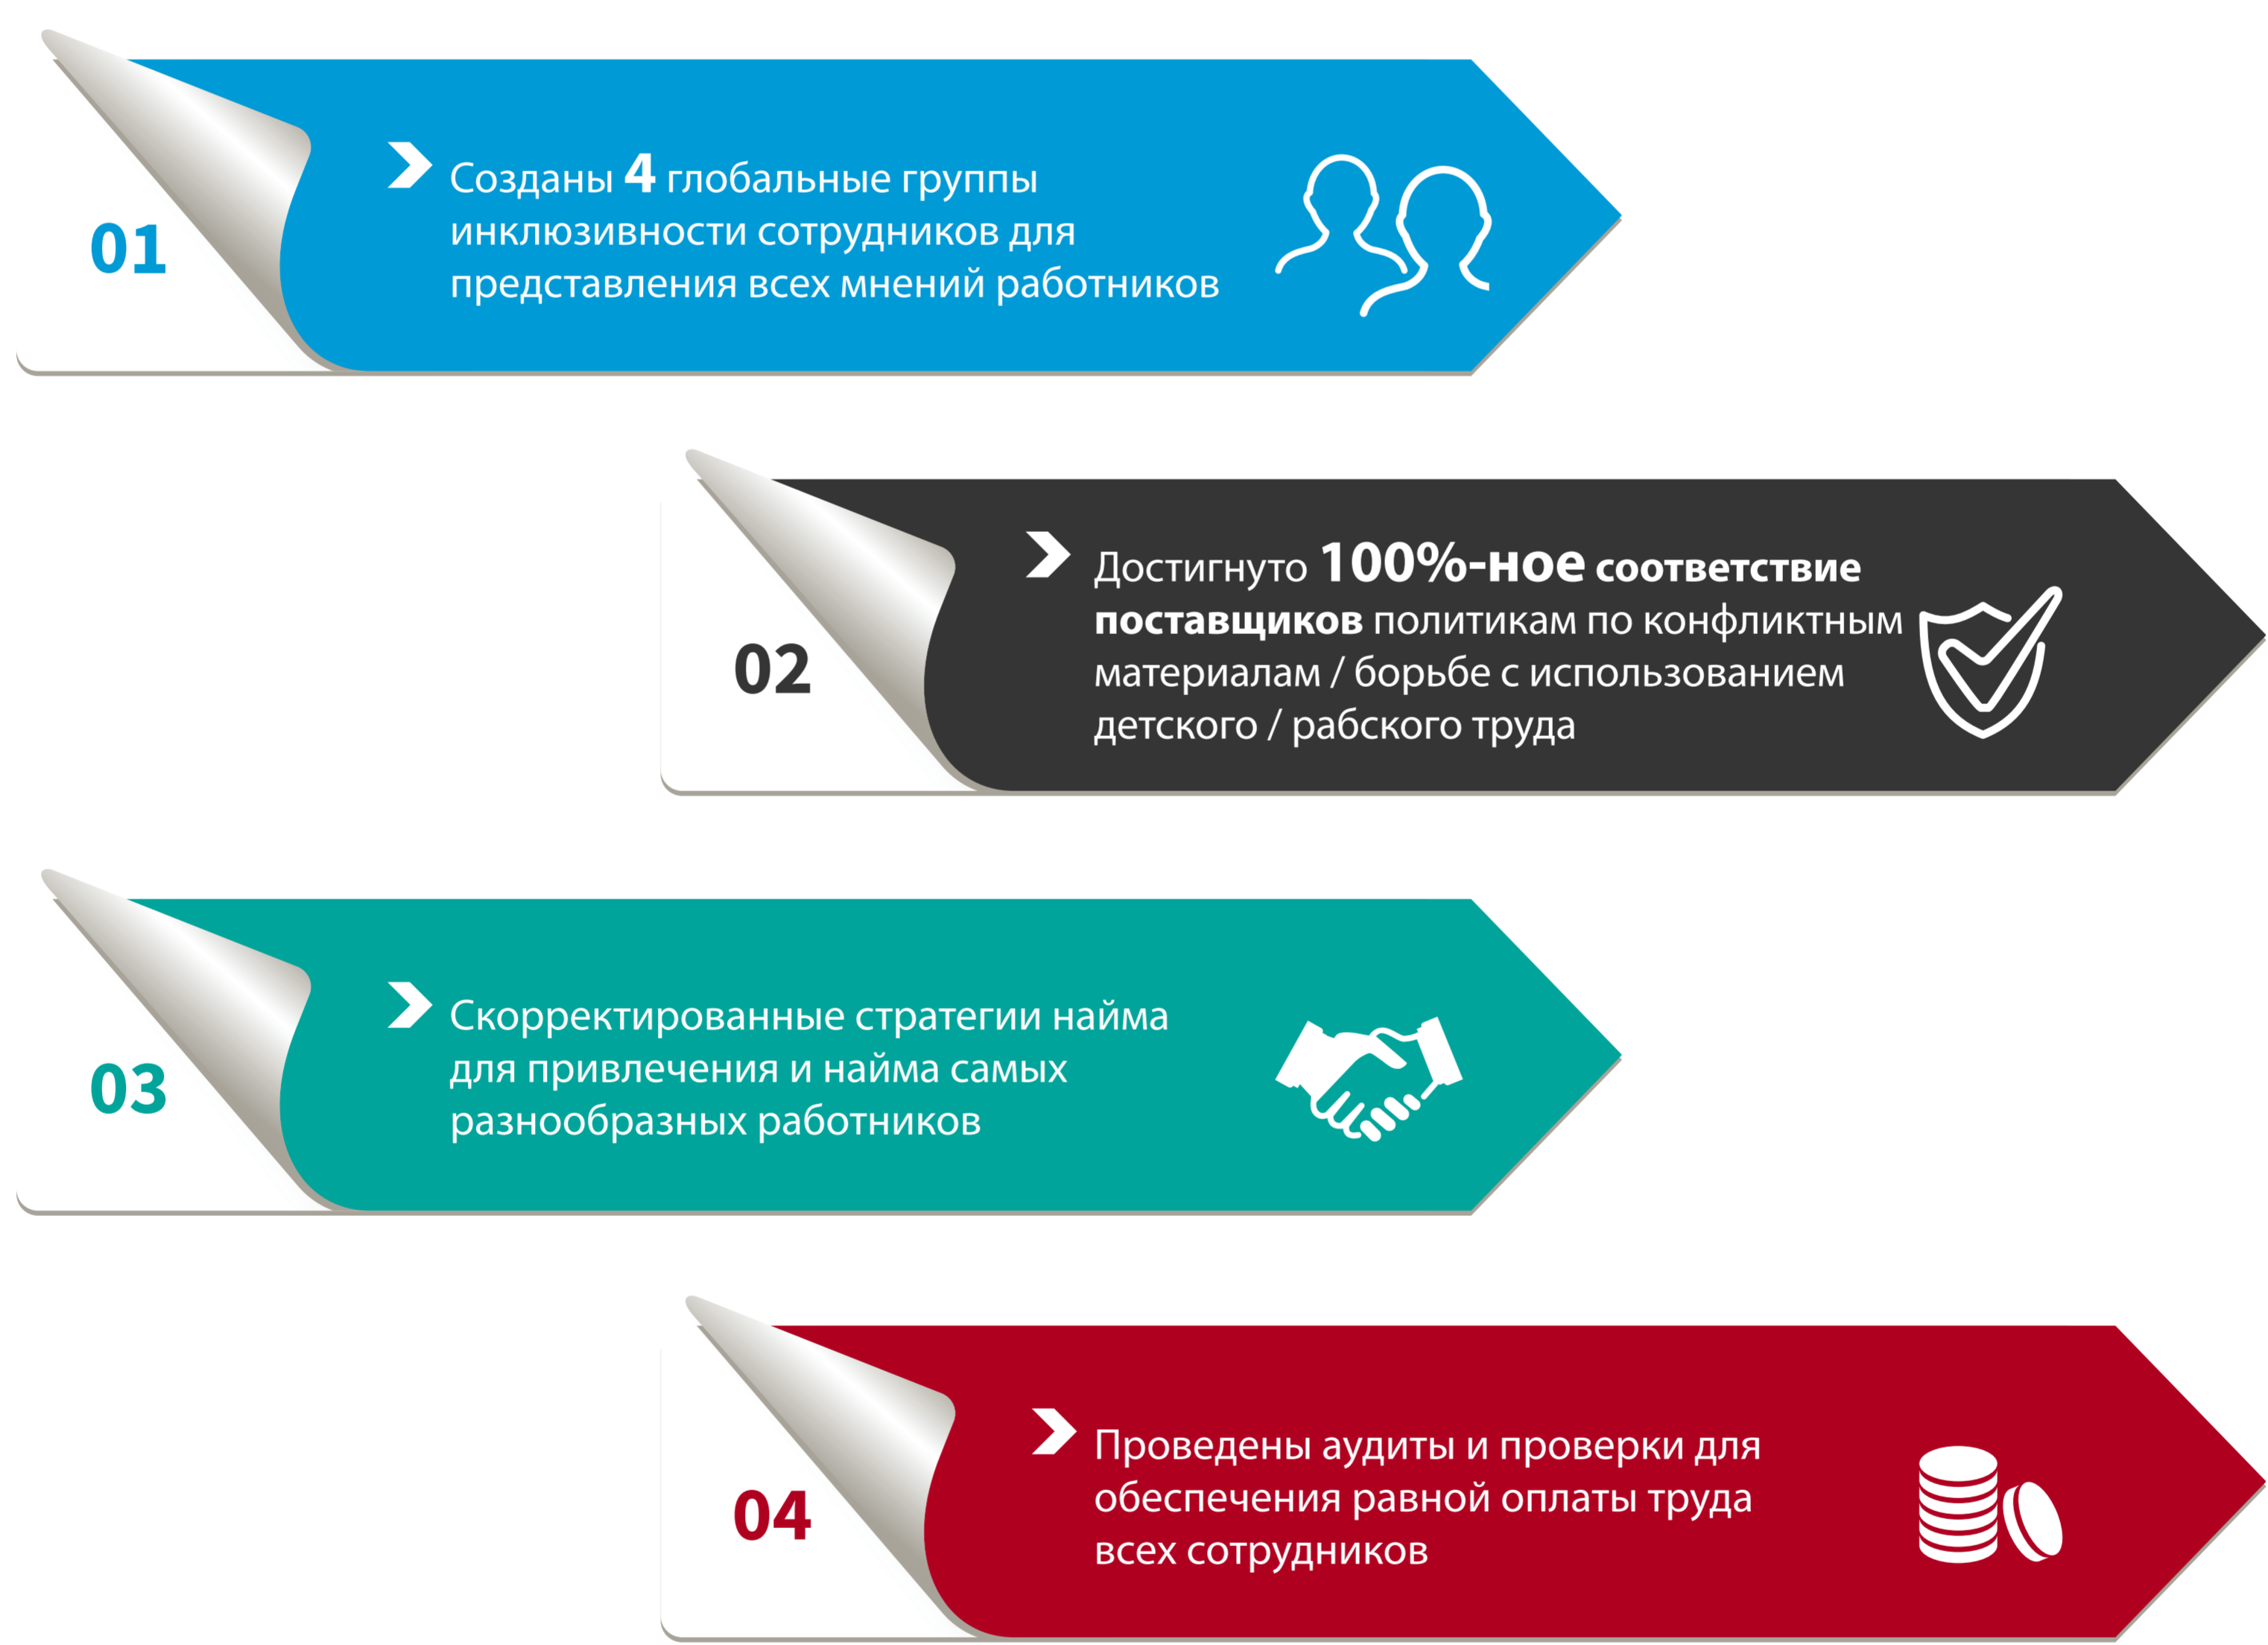 01
Созданы 4 глобальные группы
инклюзивности сотрудников для
представления всех мнений работников
02
Достигнуто 100%-ное соответствие
поставщиков политикам по конфликтным
материалам / борьбе с использованием
детского / рабского труда
03
Скорректированные стратегии найма
для привлечения и найма самых
разнообразных работников
04
Проведены аудиты и проверки для
обеспечения равной оплаты труда
всех сотрудников